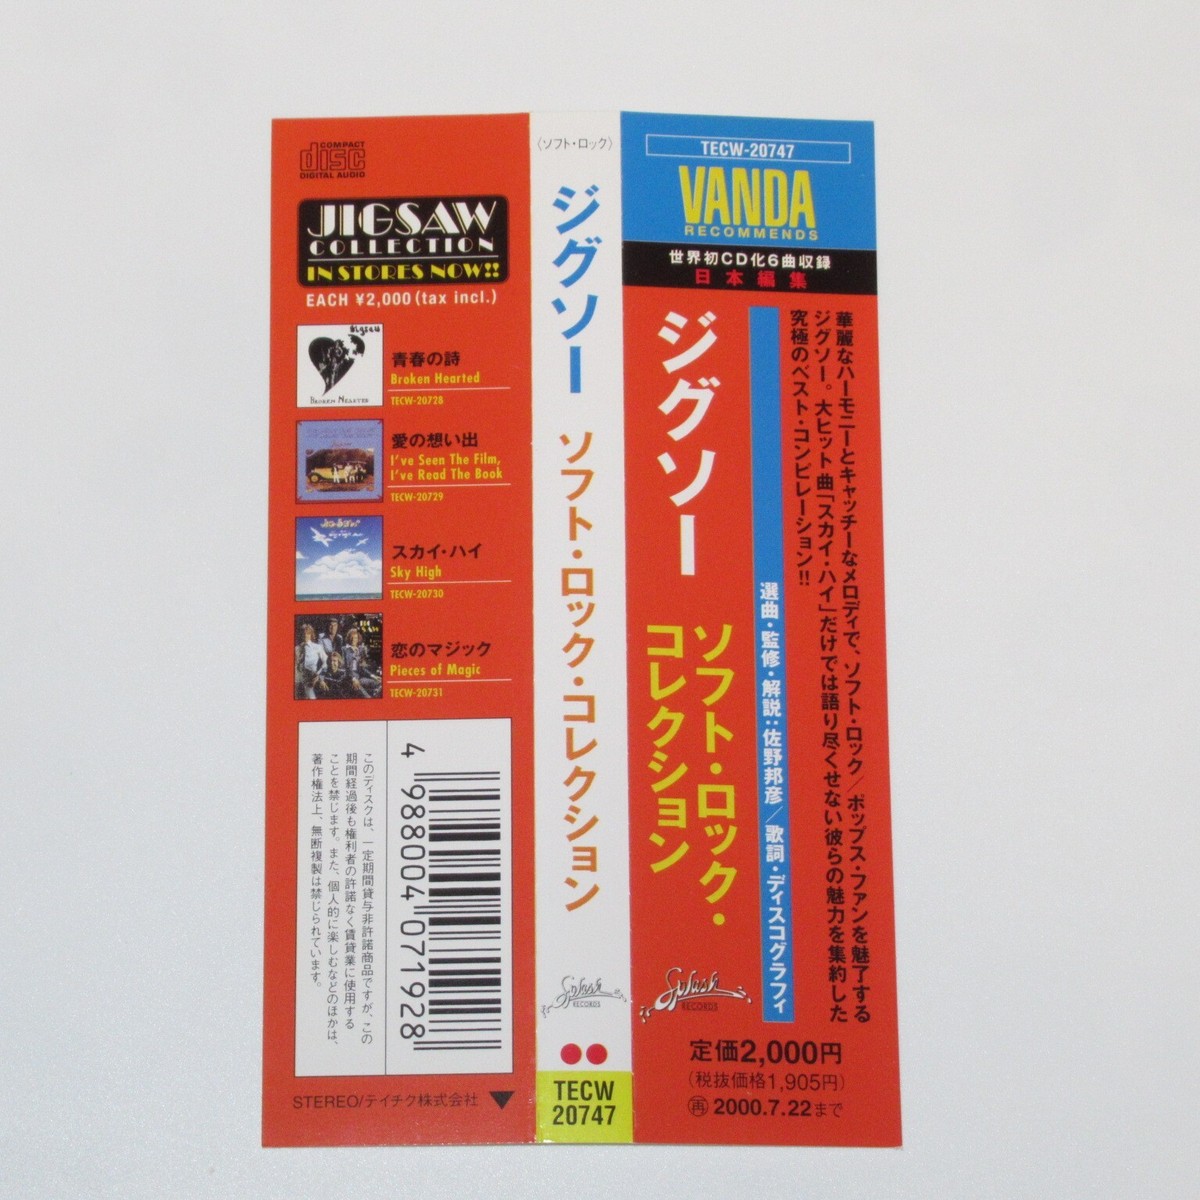 COMPACT
disc
DIGITAL AUDIO
JIGSAW
COLLECTION
IN STORES NOW!!
EACH ¥2,000 (tax incl.)
Jigsaw
BROKEN HEARTED
青春の詩
Broken Hearted
TECW-20728
愛の想い出
I've Seen The Film,
I've Read The Book
TECW-20729
スカイ・ハイ
Sky High
TECW-20730
恋のマジック
Pieces of Magic
TECW-20731
このディスクは、一定期間貸与非許諾商品ですが、この
期間経過後も権利者の許諾なく賃貸業に使用する
ことを禁じます。また、個人的に楽しむなどのほかは、
著作権法上、無断複製は禁じられています。
4 988004 071928
STEREO/テイチク株式会社
〈ソフト・ロック〉
ジグソー
ソフト・ロック・コレクション
Splash
RECORDS
TECW
20747
TECW-20747
VANDA
RECOMMENDS
世界初CD化6曲収録
日本編集
華麗なハーモニーとキャッチーなメロディで、ソフト・ロック/ポップス・ファンを魅了する
ジグソー。大ヒット曲「スカイ・ハイ」だけでは語り尽くせない彼らの魅力を集約した
究極のベスト・コンピレーション!!
選曲・監修・解説:佐野邦彦/歌詞・ディスコグラフィ
ジグソー
ソフト・ロック・
コレクション
Splash
RECORDS
定価2,000円
(税抜価格1,905円)
再 2000.7.22まで